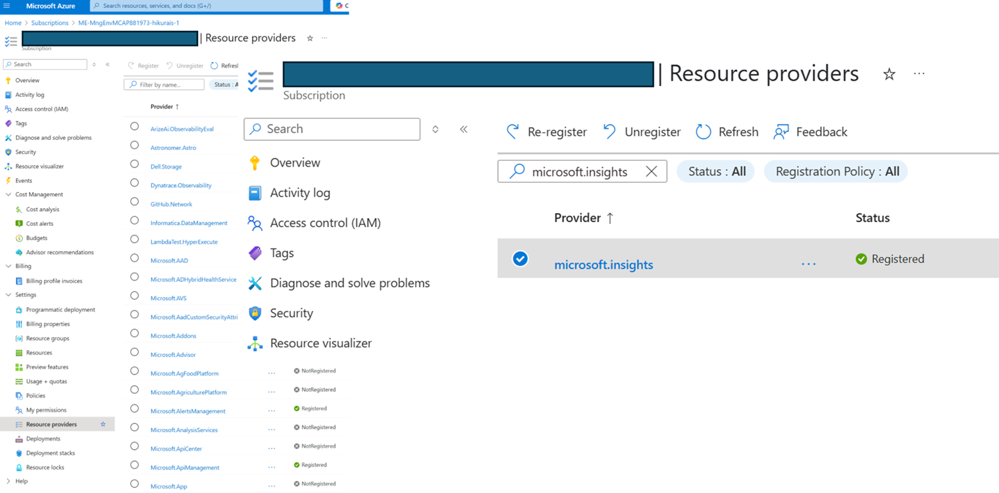 Microsoft Azure
Search resources, services, and docs (G+/)
C
Home > Subscriptions > ME-MngEnvMCAP881973-hikurais-1
| Resource providers
Subscription
Search
Overview
Activity log
Access control (IAM)
Tags
Diagnose and solve problems
Security
Resource visualizer
Events
Cost Management
Cost analysis
Cost alerts
Budgets
Advisor recommendations
Billing
Billing profile invoices
Settings
Programmatic deployment
Billing properties
Resource groups
Resources
Preview features
Usage + quotas
Policies
My permissions
Resource providers
Deployments
Deployment stacks
Resource locks
Help
Register Unregister Refresh
Filter by name... Status : A
Provider ↑
ArizeAi.ObservabilityEval
Astronomer.Astro
Dell.Storage
Dynatrace.Observability
GitHub.Network
Informatica.DataManagement
LambdaTest.HyperExecute
Microsoft.AAD
Microsoft.ADHybridHealthService
Microsoft.AVS
Microsoft.AadCustomSecurityAttri
Microsoft.Addons
Microsoft.Advisor
Microsoft.AgFoodPlatform ... NotRegistered
Microsoft.AgriculturePlatform ... NotRegistered
Microsoft.AlertsManagement ... Registered
Microsoft.AnalysisServices ... NotRegistered
Microsoft.ApiCenter ... NotRegistered
Microsoft.ApiManagement ... Registered
Microsoft.App ... NotRegistered
| Resource providers ...
Subscription
Search
Overview
Activity log
Access control (IAM)
Tags
Diagnose and solve problems
Security
Resource visualizer
Re-register Unregister Refresh Feedback
microsoft.insights Status : All Registration Policy : All
Provider ↑ Status
microsoft.insights ... Registered